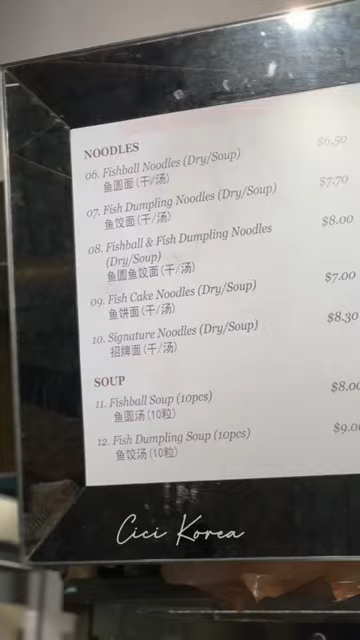 NOODLES
06. Fishball Noodles (Dry/Soup) $6.50
鱼圆面(干/汤)
07. Fish Dumpling Noodles (Dry/Soup) $7.70
鱼饺面(干/汤)
08. Fishball & Fish Dumpling Noodles $8.00
(Dry/Soup)
鱼圆鱼饺面(干/汤)
09. Fish Cake Noodles (Dry/Soup) $7.00
鱼饼面(干/汤)
10. Signature Noodles (Dry/Soup) $8.30
招牌面(干/汤)
SOUP
11. Fishball Soup (10pcs) $8.00
鱼圆汤(10粒)
12. Fish Dumpling Soup (10pcs) $9.0
鱼饺汤(10粒)
Cici Korea